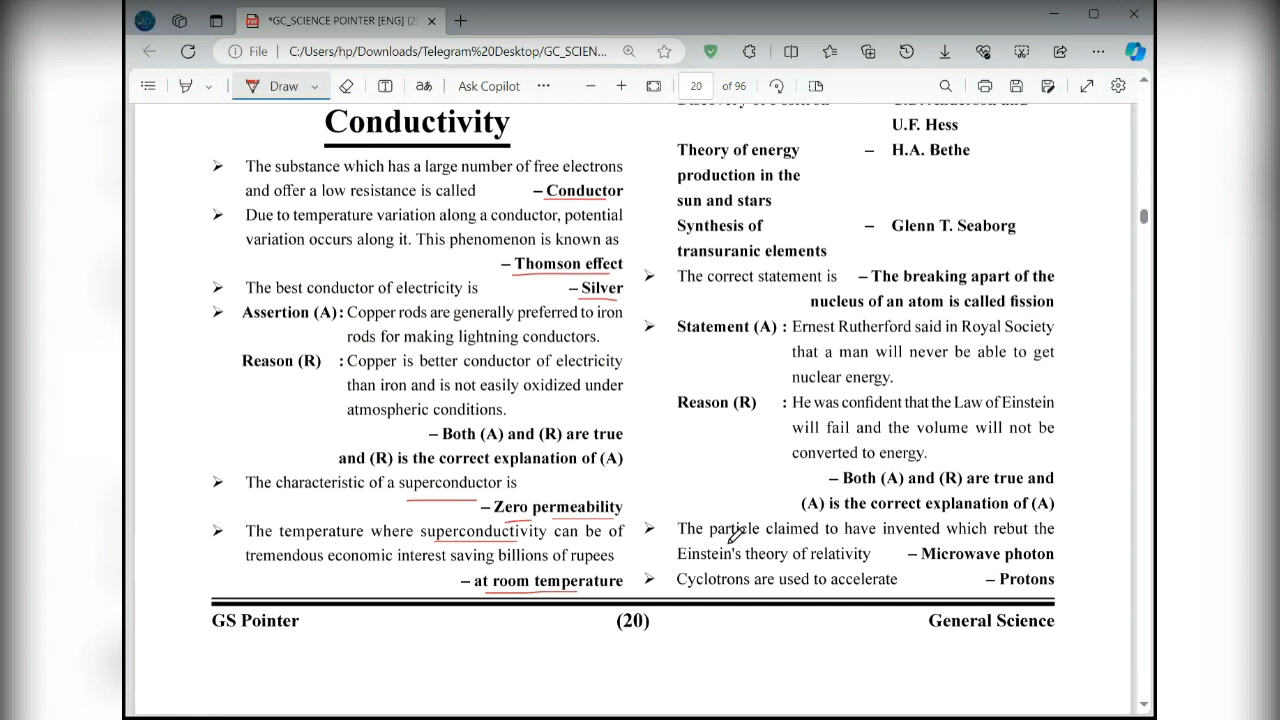 *GC_SCIENCE POINTER [ENG] (2
File C:/Users/hp/Downloads/Telegram%20Desktop/GC_SCIEN...
Draw aあ Ask Copilot 20 of 96
Conductivity
The substance which has a large number of free electrons
and offer a low resistance is called – Conductor
Due to temperature variation along a conductor, potential
variation occurs along it. This phenomenon is known as
– Thomson effect
The best conductor of electricity is – Silver
Assertion (A): Copper rods are generally preferred to iron
rods for making lightning conductors.
Reason (R) : Copper is better conductor of electricity
than iron and is not easily oxidized under
atmospheric conditions.
– Both (A) and (R) are true
and (R) is the correct explanation of (A)
The characteristic of a superconductor is
– Zero permeability
The temperature where superconductivity can be of
tremendous economic interest saving billions of rupees
– at room temperature
U.F. Hess
Theory of energy – H.A. Bethe
production in the
sun and stars
Synthesis of – Glenn T. Seaborg
transuranic elements
The correct statement is – The breaking apart of the
nucleus of an atom is called fission
Statement (A) : Ernest Rutherford said in Royal Society
that a man will never be able to get
nuclear energy.
Reason (R) : He was confident that the Law of Einstein
will fail and the volume will not be
converted to energy.
– Both (A) and (R) are true and
(A) is the correct explanation of (A)
The particle claimed to have invented which rebut the
Einstein's theory of relativity – Microwave photon
Cyclotrons are used to accelerate – Protons
GS Pointer (20) General Science